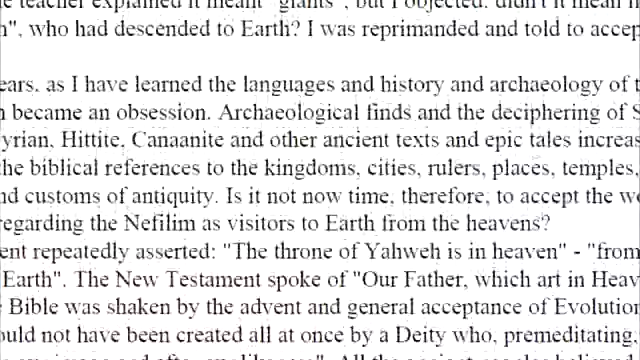 teacher explained it meant "giants", but I objected: didn't it mean
", who had descended to Earth? I was reprimanded and told to
ears, as I have learned the languages and history and archaeology of
became an obsession. Archaeological finds and the deciphering of
yrian, Hittite, Canaanite and other ancient texts and epic tales
the biblical references to the kingdoms, cities, rulers, places, temples,
nd customs of antiquity. Is it not now time, therefore, to accept the
egarding the Nefilim as visitors to Earth from the heavens?
ent repeatedly asserted: "The throne of Yahweh is in heaven" - "from
Earth". The New Testament spoke of "Our Father, which art in Heav
Bible was shaken by the advent and general acceptance of Evolution
ould not have been created all at once by a Deity who, premeditating,